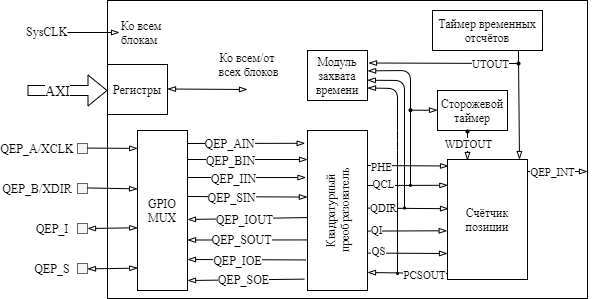 SysCLK
Ко всем
блокам
AXI
Регистры
Ко всем/от
всех блоков
Модуль
захвата
времени
Таймер временных
отсчётов
UTOUT
Сторожевой
таймер
WDTOUT
QEP_A/XCLK
QEP_B/XDIR
QEP_I
QEP_S
GPIO
MUX
QEP_AIN
QEP_BIN
QEP_IIN
QEP_SIN
QEP_IOUT
QEP_SOUT
QEP_IOE
QEP_SOE
Квадратурный
преобразователь
PHE
QCL
QDIR
QI
QS
PCSOUT
Счётчик
позиции
QEP_INT